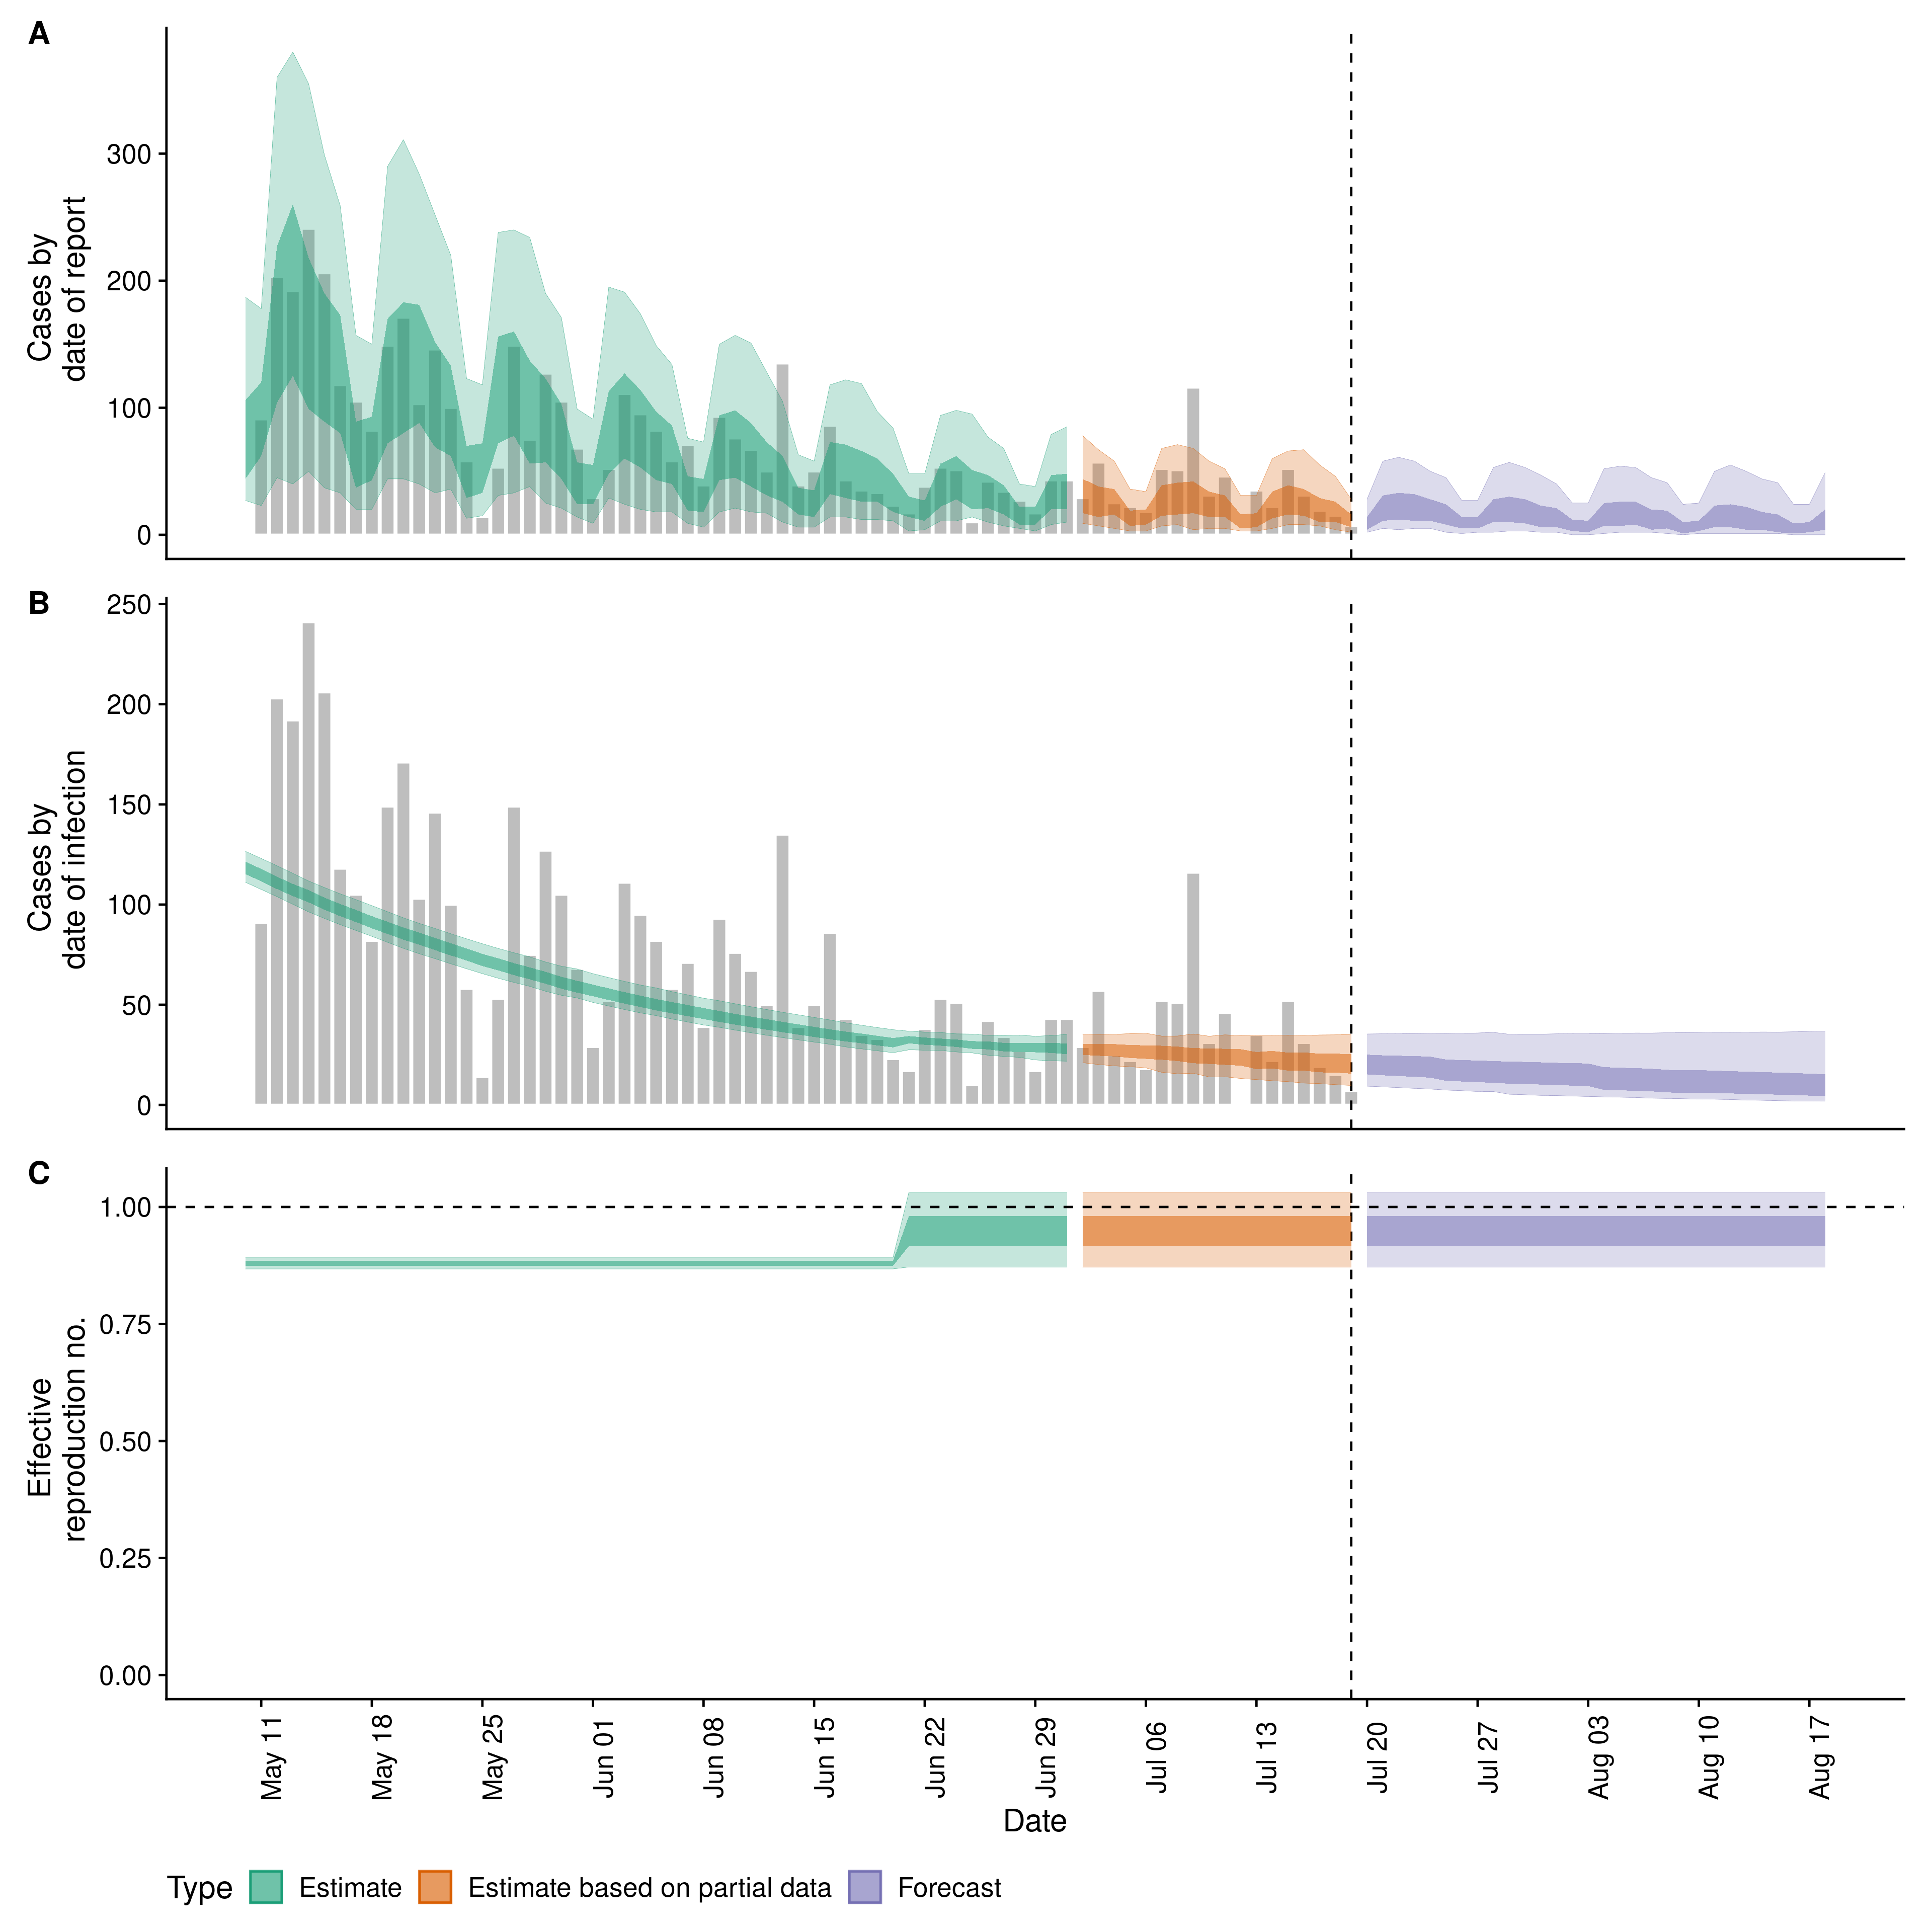 A
Cases by
date of report
300
200
100
0
B
Cases by
date of infection
250
200
150
100
50
0
C
Effective
reproduction no.
1.00
0.75
0.50
0.25
0.00
May 11
May 18
May 25
Jun 01
Jun 08
Jun 15
Jun 22
Jun 29
Jul 06
Jul 13
Jul 20
Jul 27
Aug 03
Aug 10
Aug 17
Date
Type Estimate Estimate based on partial data Forecast